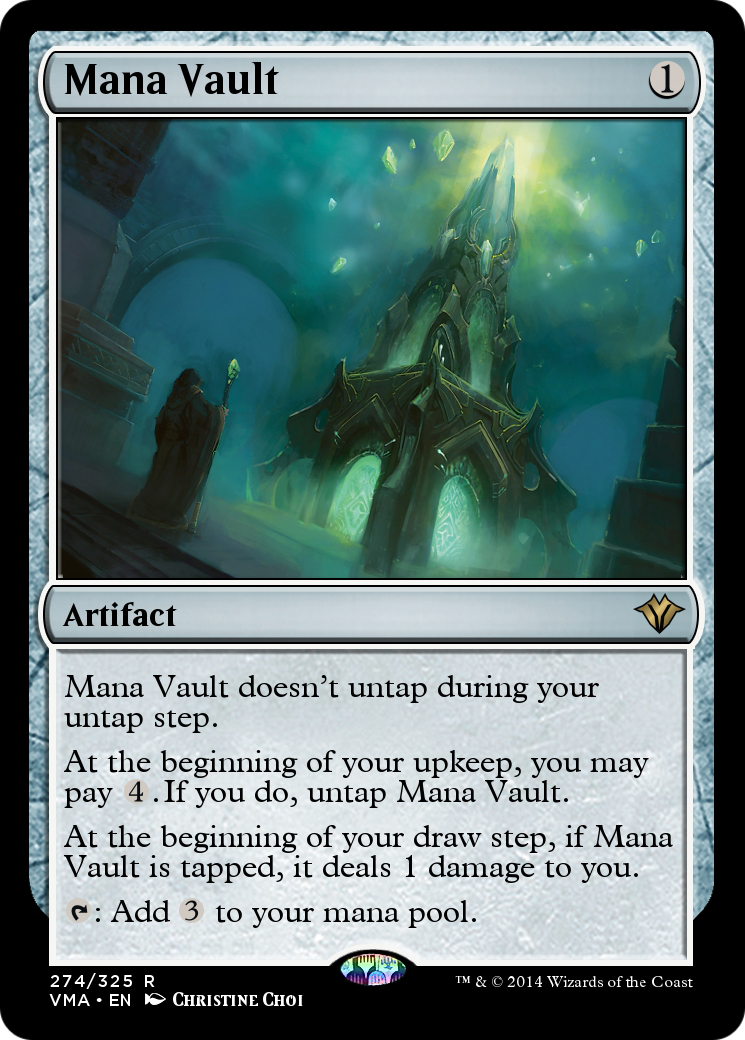 Mana Vault 1
Artifact
Mana Vault doesn't untap during your
untap step.
At the beginning of your upkeep, you may
pay 4.If you do, untap Mana Vault.
At the beginning of your draw step, if Mana
Vault is tapped, it deals 1 damage to you.
: Add 3 to your mana pool.
274/325 R
™ & © 2014 Wizards of the Coast
VMA • EN Christine Choi